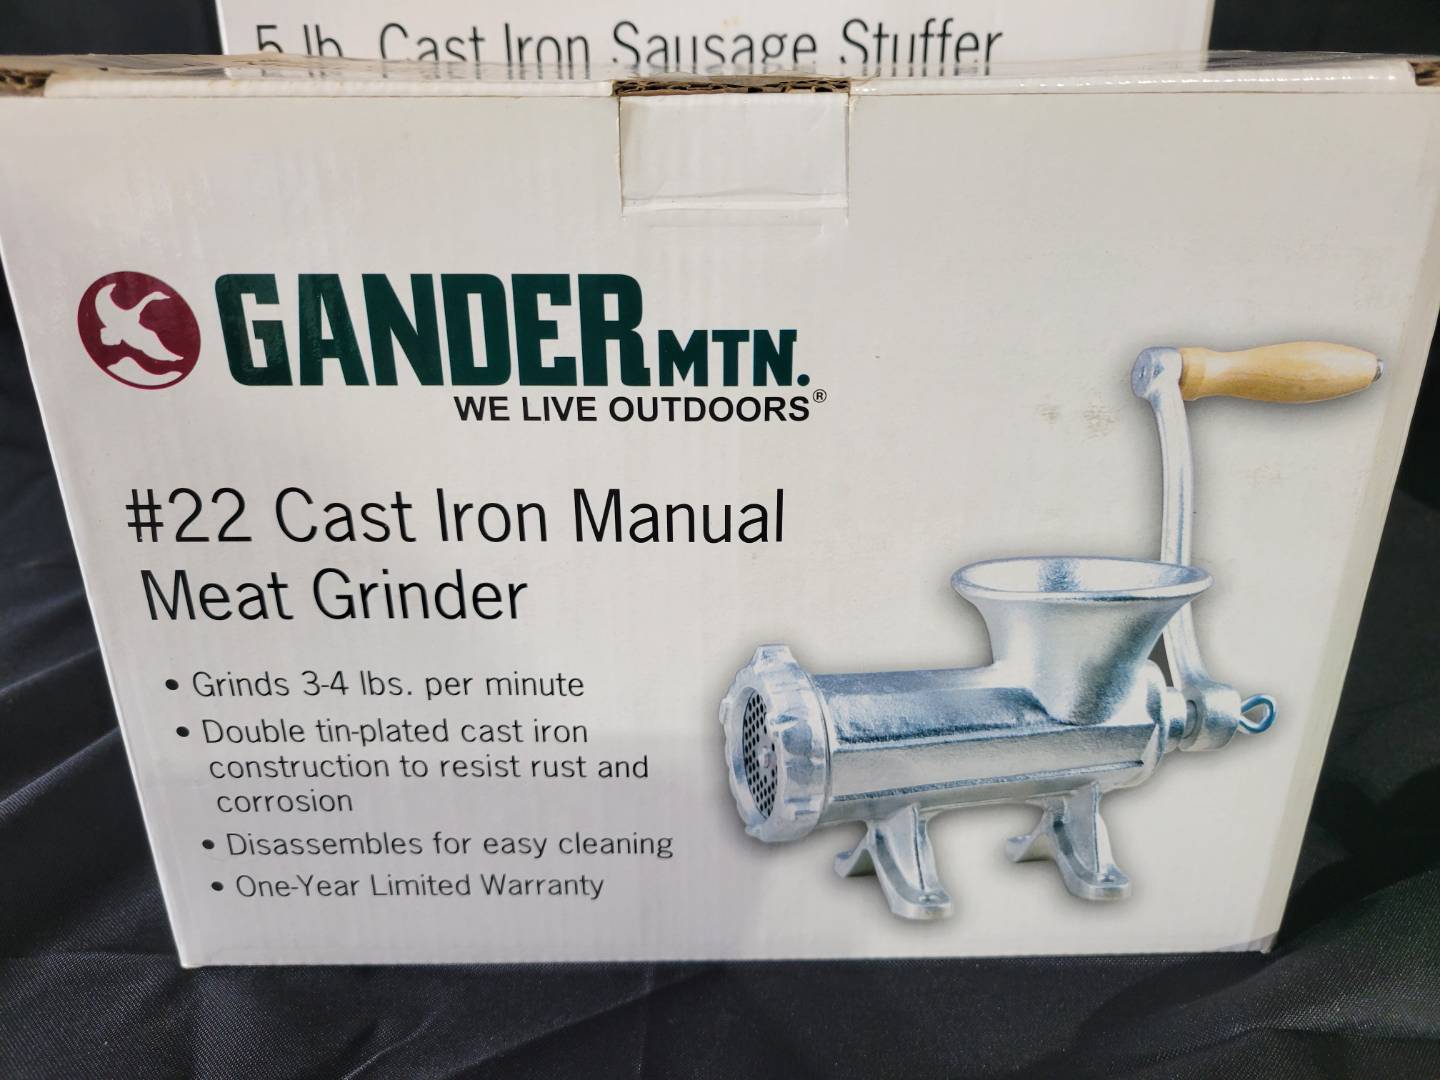 5 lb. Cast Iron Sausage Stuffer
GANDER MTN.
WE LIVE OUTDOORS®
#22 Cast Iron Manual
Meat Grinder
• Grinds 3-4 lbs. per minute
• Double tin-plated cast iron
construction to resist rust and
corrosion
• Disassembles for easy cleaning
• One-Year Limited Warranty